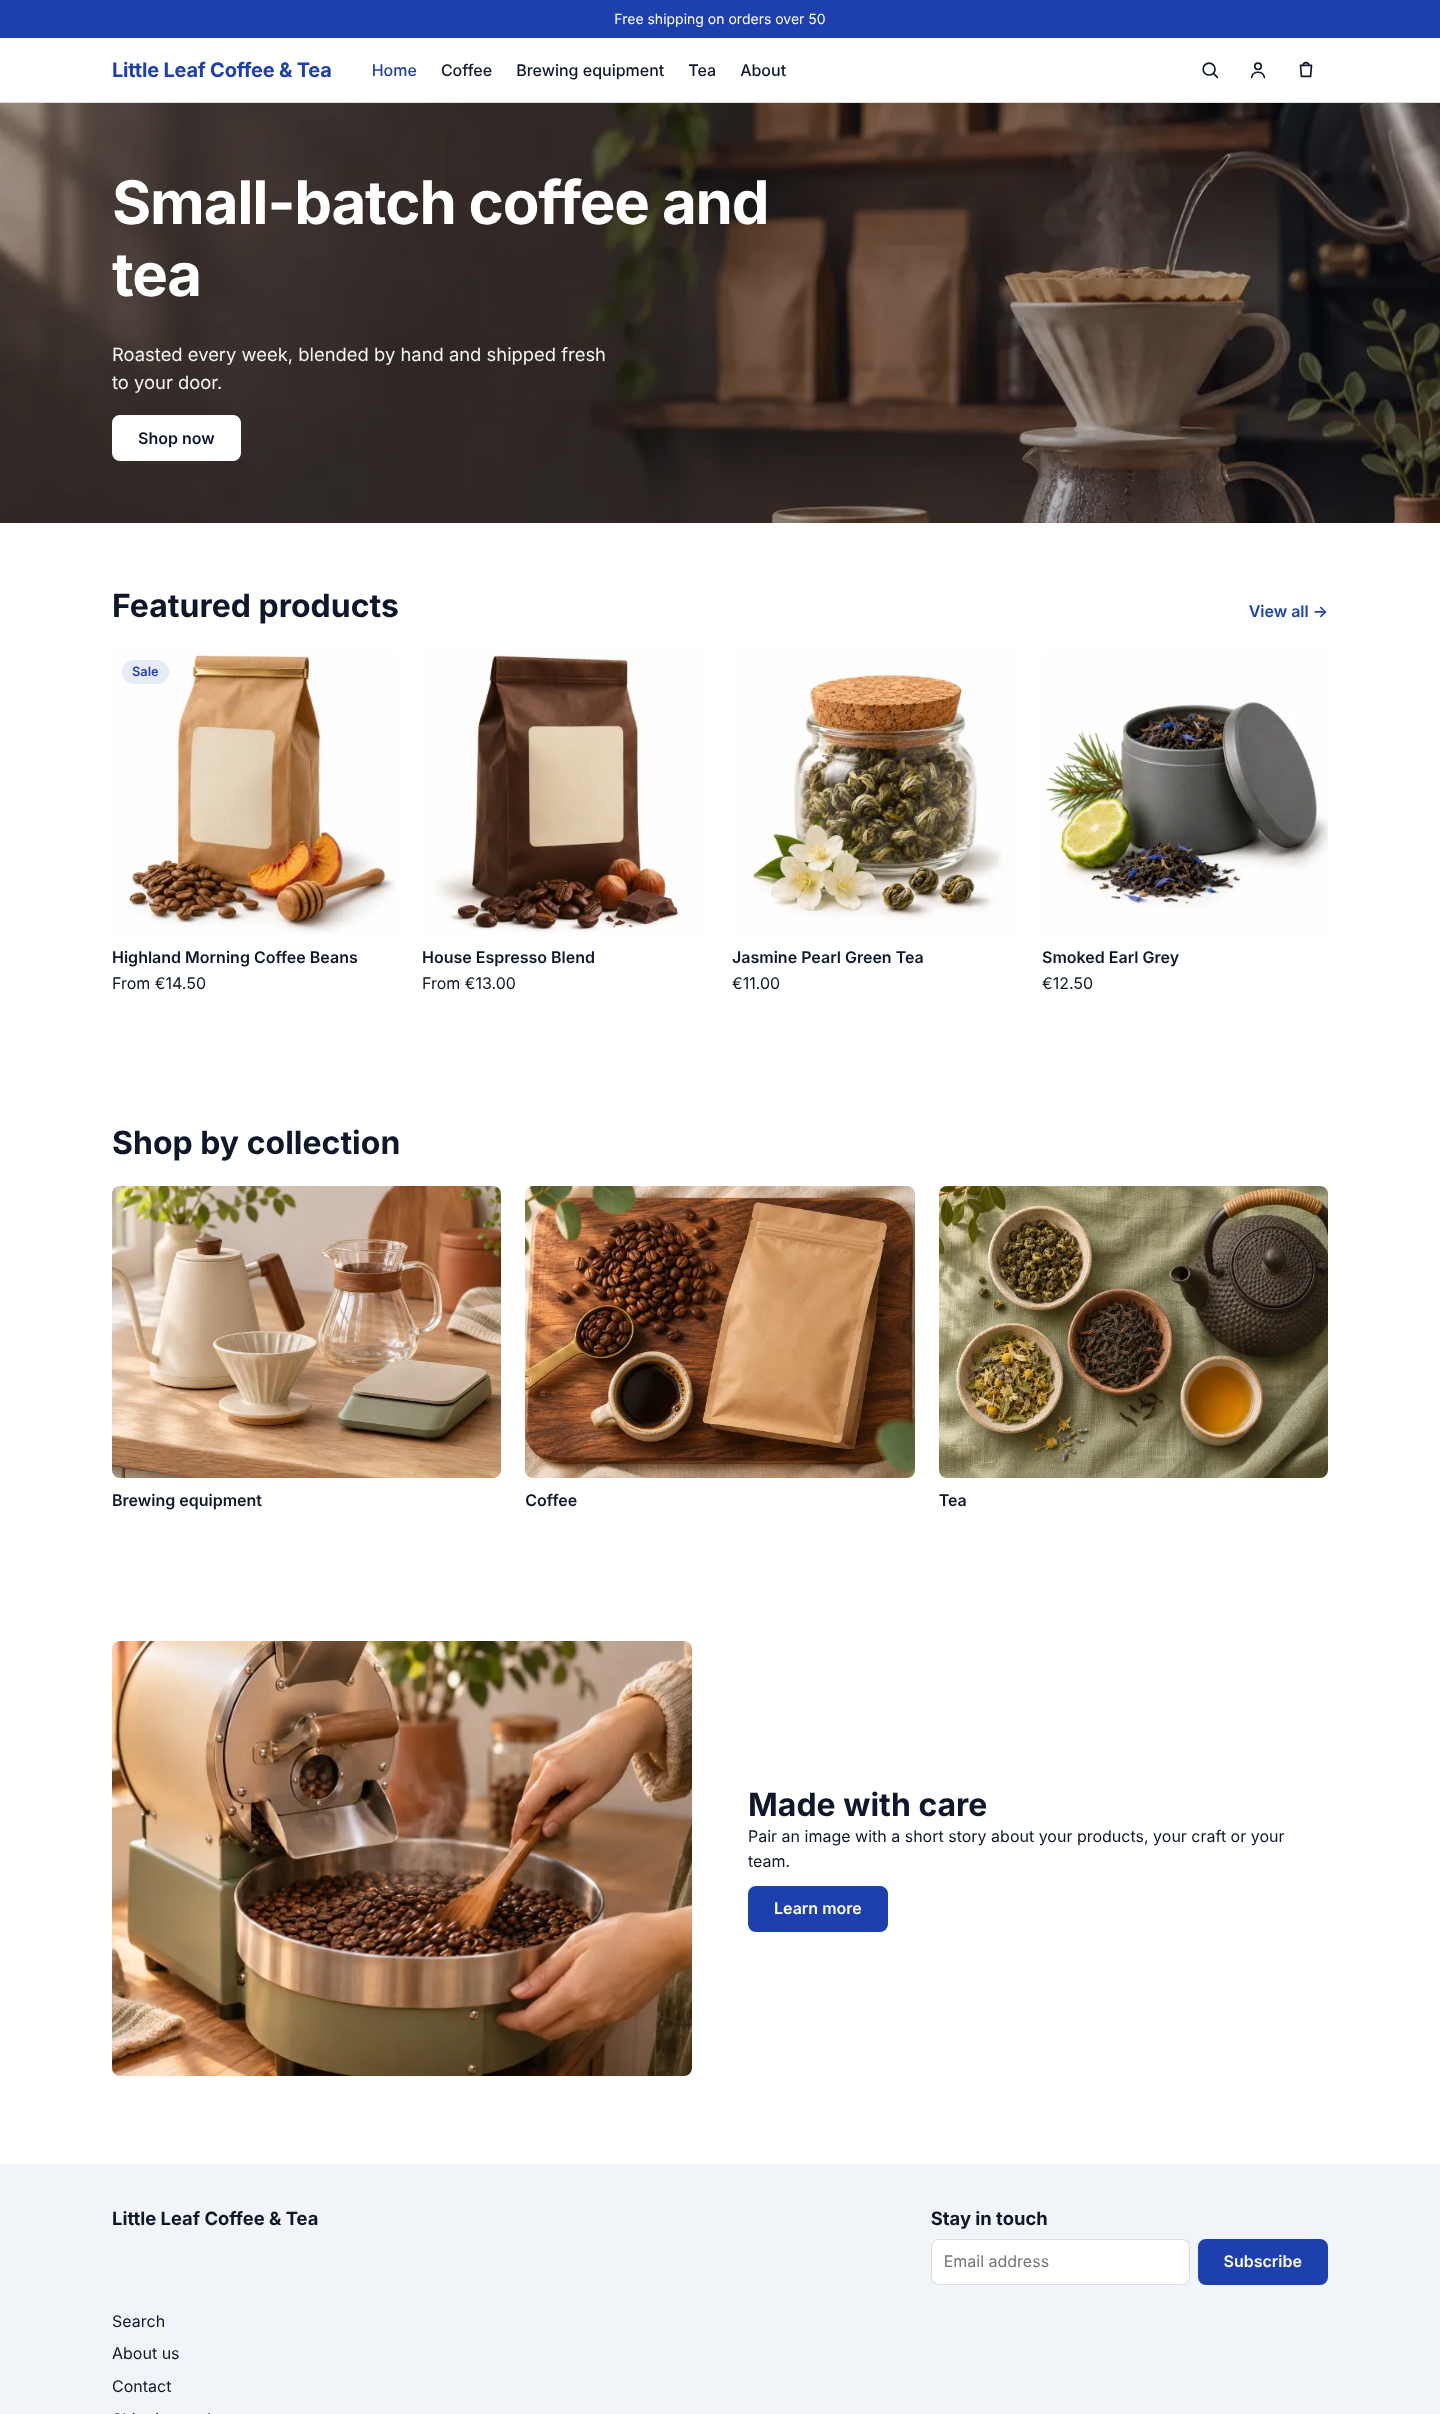 Free shipping on orders over 50
Little Leaf Coffee & Tea
Home
Coffee
Brewing equipment
Tea
About
Small-batch coffee and
tea
Roasted every week, blended by hand and shipped fresh
to your door.
Shop now
Featured products
View all →
Sale
Highland Morning Coffee Beans
From €14.50
House Espresso Blend
From €13.00
Jasmine Pearl Green Tea
€11.00
Smoked Earl Grey
€12.50
Shop by collection
Brewing equipment
Coffee
Tea
Made with care
Pair an image with a short story about your products, your craft or your
team.
Learn more
Little Leaf Coffee & Tea
Stay in touch
Email address
Subscribe
Search
About us
Contact